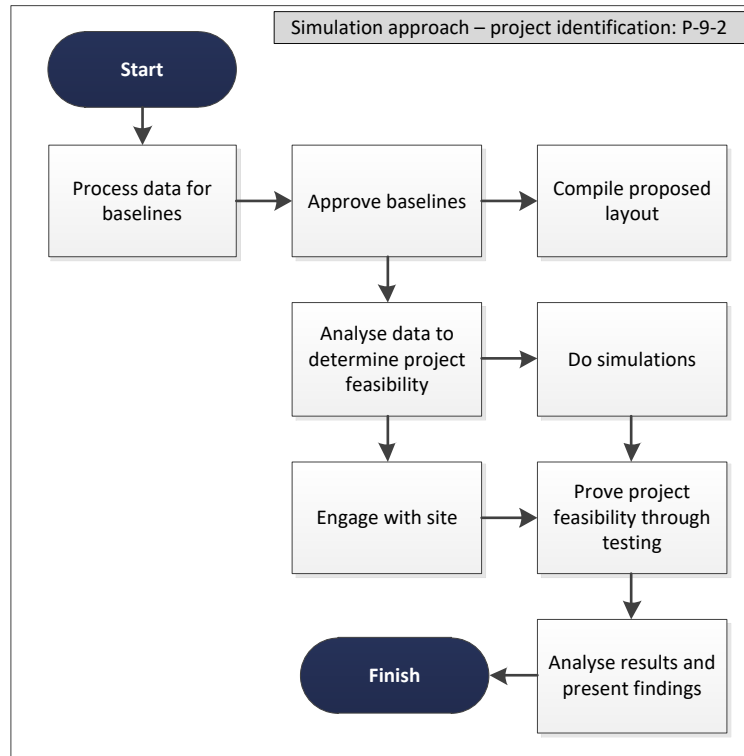 Simulation approach – project identification: P-9-2
Start
Process data for
baselines
Approve baselines
Compile proposed
layout
Analyse data to
determine project
feasibility
Do simulations
Engage with site
Prove project
feasibility through
testing
Finish
Analyse results and
present findings